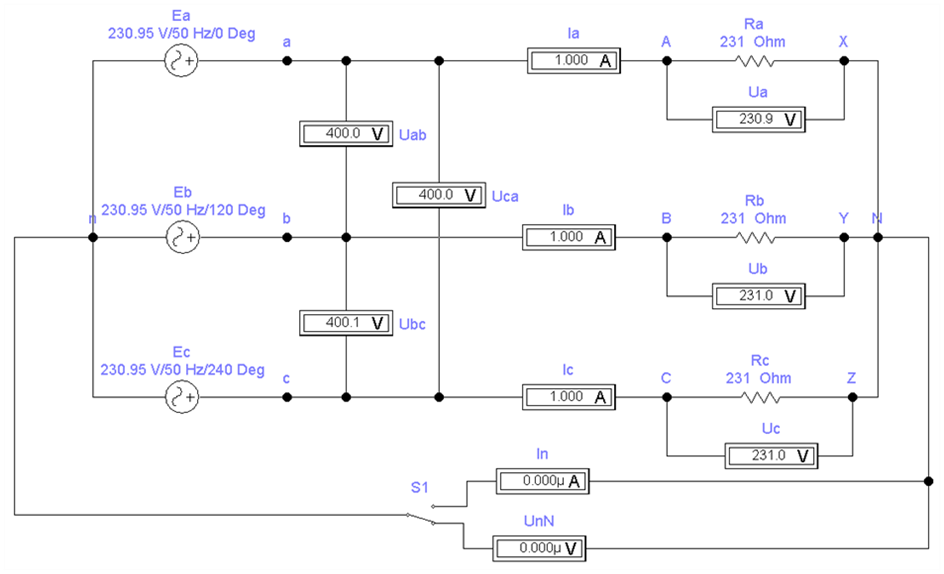 Ea
230.95 V/50 Hz/0 Deg
a
Ia
1.000 A
A
Ra
231 Ohm
X
Ua
230.9 V
400.0 V Uab
400.0 V Uca
Eb
230.95 V/50 Hz/120 Deg
n
b
Ib
1.000 A
B
Rb
231 Ohm
Y
N
Ub
231.0 V
400.1 V Ubc
Ec
230.95 V/50 Hz/240 Deg
c
Ic
1.000 A
C
Rc
231 Ohm
Z
Uc
231.0 V
In
0.000µ A
S1
UnN
0.000µ V